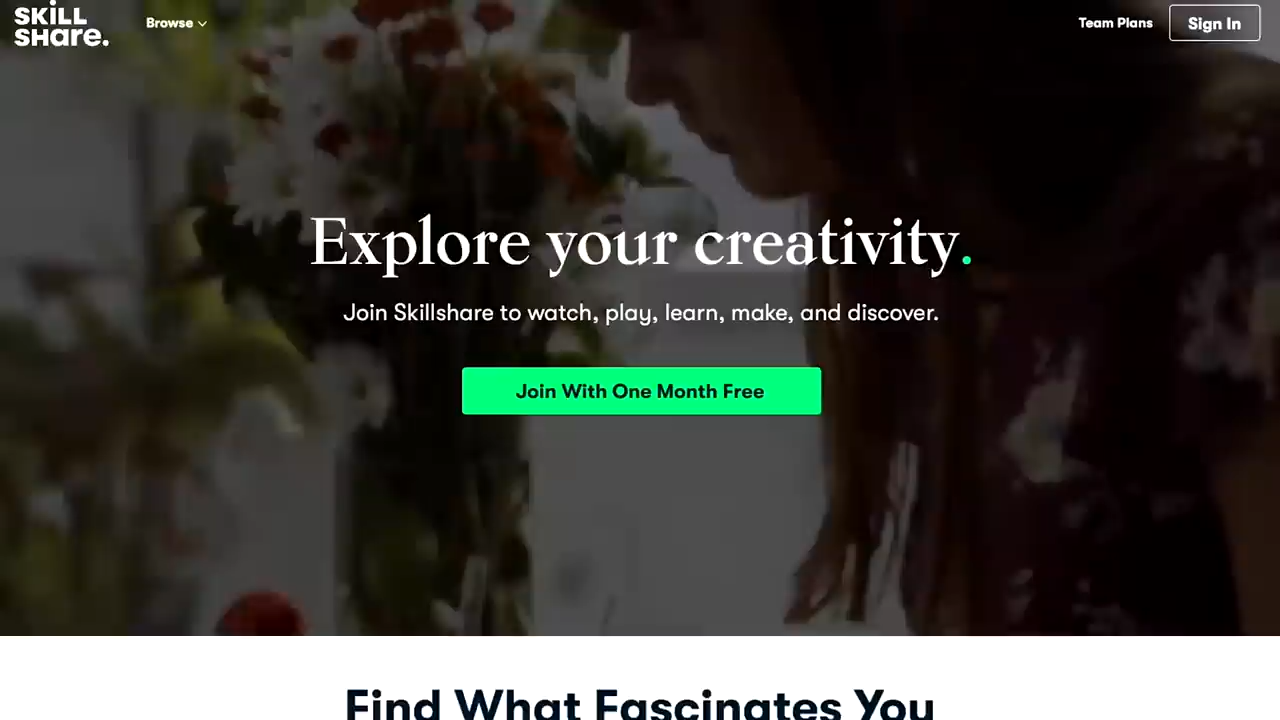 SKiLL
SHare.
Browse
Team Plans
Sign In
Explore your creativity.
Join Skillshare to watch, play, learn, make, and discover.
Join With One Month Free
Find What Fascinates You